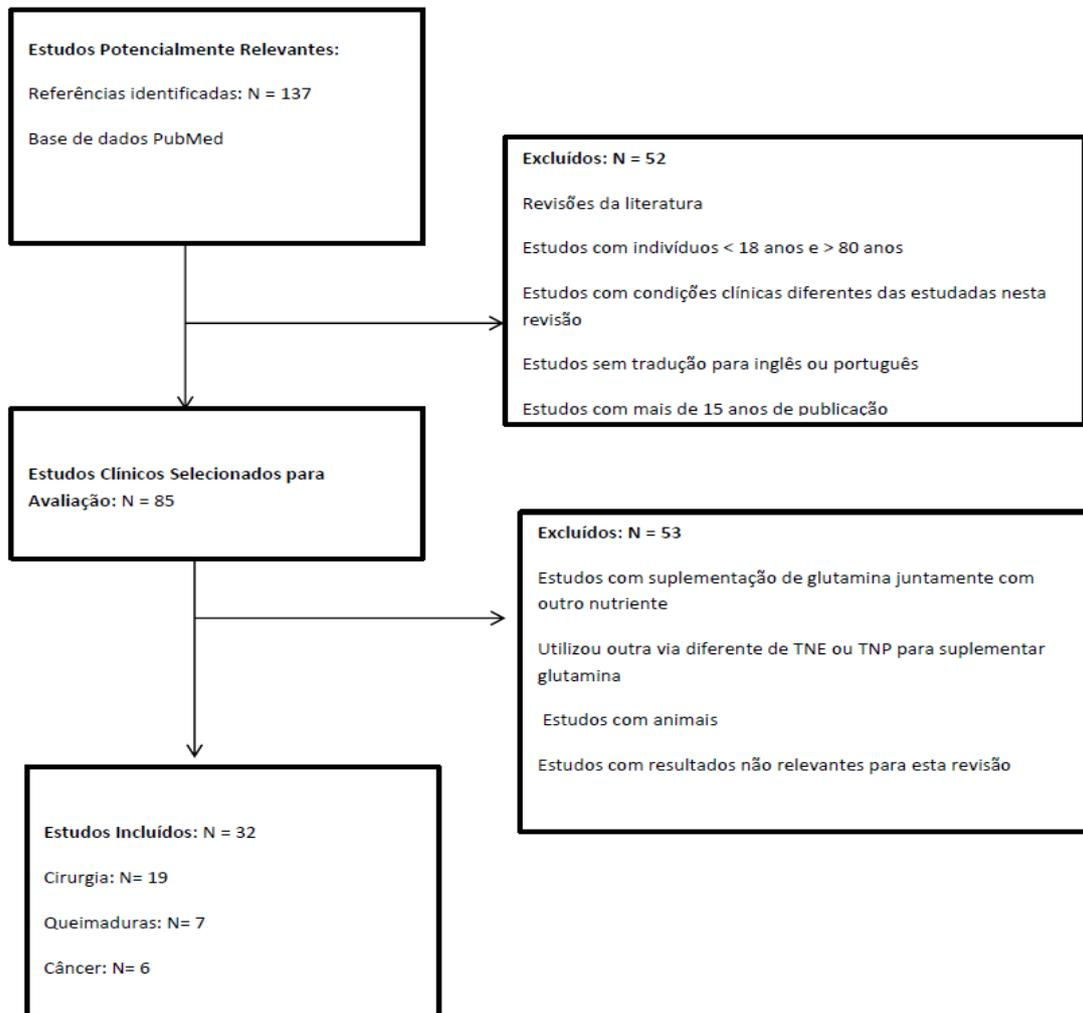 Estudos Potencialmente Relevantes:
Referências identificadas: N = 137
Base de dados PubMed
Excluídos: N = 52
Revisões da literatura
Estudos com indivíduos < 18 anos e > 80 anos
Estudos com condições clínicas diferentes das estudadas nesta
revisão
Estudos sem tradução para inglês ou português
Estudos com mais de 15 anos de publicação
Estudos Clínicos Selecionados para
Avaliação: N = 85
Excluídos: N = 53
Estudos com suplementação de glutamina juntamente com
outro nutriente
Utilizou outra via diferente de TNE ou TNP para suplementar
glutamina
Estudos com animais
Estudos com resultados não relevantes para esta revisão
Estudos Incluídos: N = 32
Cirurgia: N= 19
Queimaduras: N= 7
Câncer: N= 6